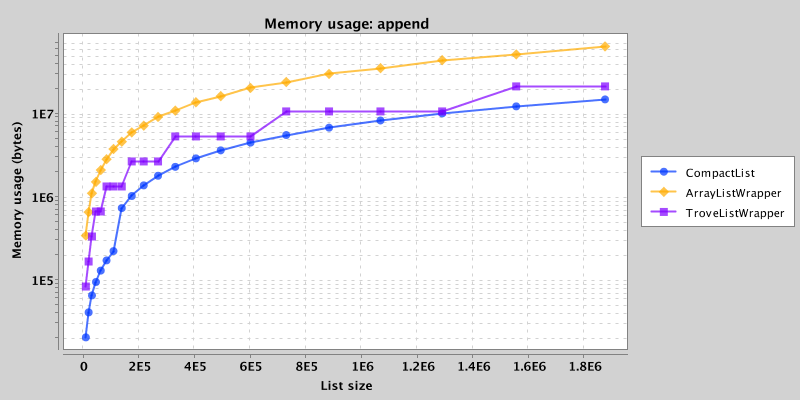 Memory usage: append
Memory usage (bytes)
1E7
1E6
1E5
0 2E5 4E5 6E5 8E5 1E6 1.2E6 1.4E6 1.6E6 1.8E6
List size
CompactList
ArrayListWrapper
TroveListWrapper